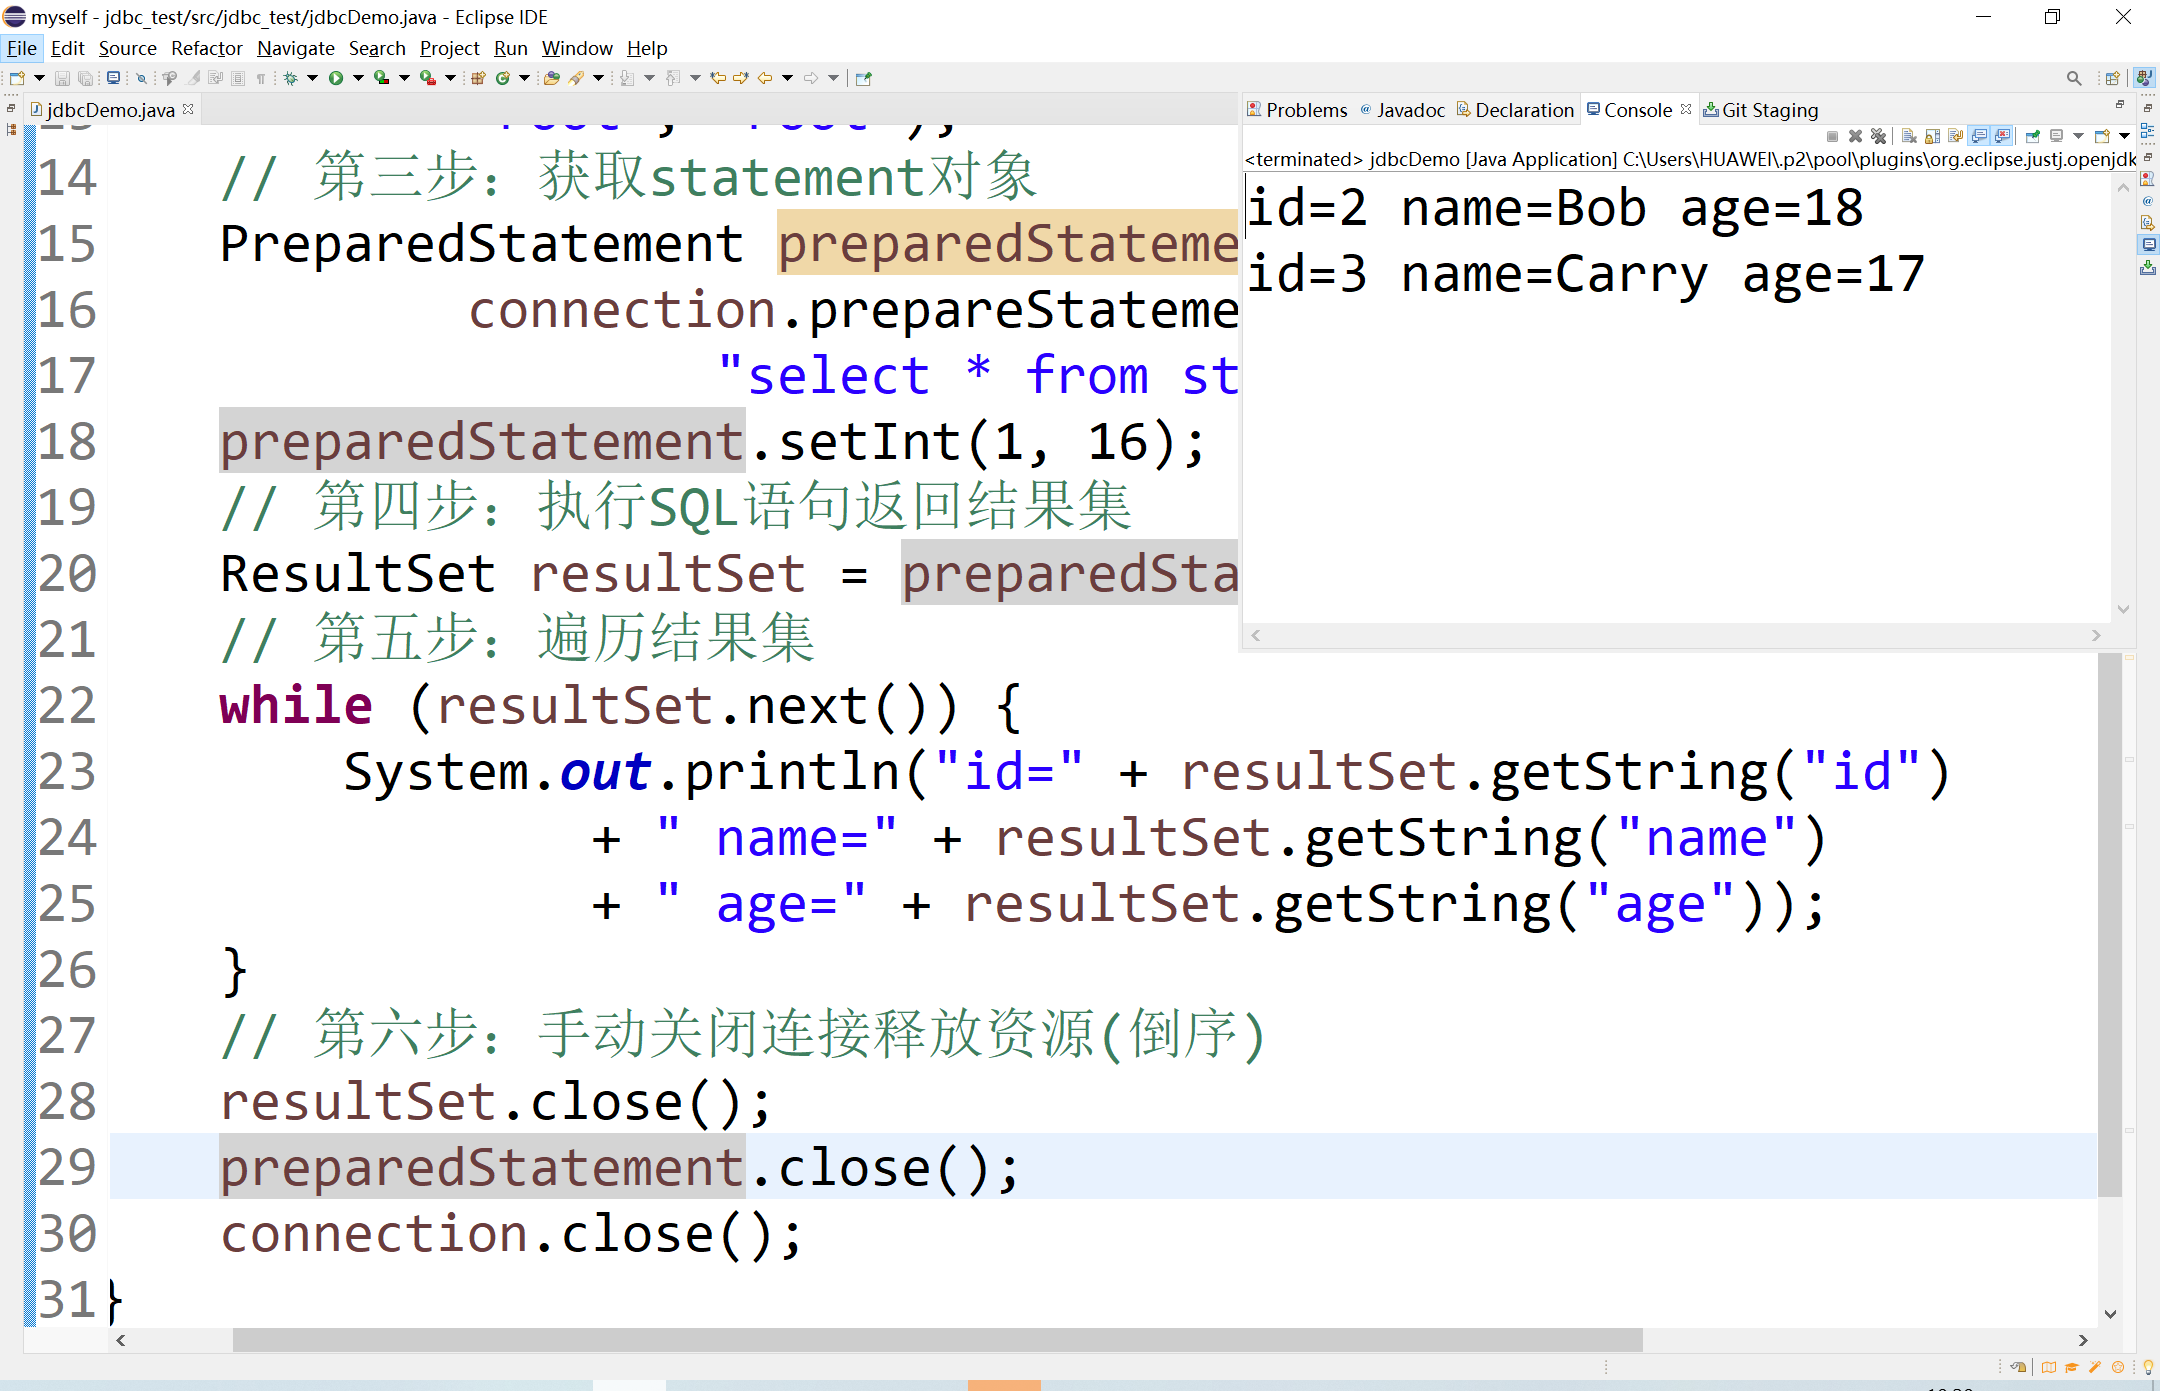 myself - jdbc_test/src/jdbc_test/jdbcDemo.java - Eclipse IDE
File Edit Source Refactor Navigate Search Project Run Window Help
jdbcDemo.java
14 // 第三步：获取statement对象
15 PreparedStatement preparedStateme
16 connection.prepareStateme
17 "select * from st
18 preparedStatement.setInt(1, 16);
19 // 第四步：执行SQL语句返回结果集
20 ResultSet resultSet = preparedSta
21 // 第五步：遍历结果集
22 while (resultSet.next()) {
23 System.out.println("id=" + resultSet.getString("id")
24 + " name=" + resultSet.getString("name")
25 + " age=" + resultSet.getString("age"));
26 }
27 // 第六步：手动关闭连接释放资源(倒序)
28 resultSet.close();
29 preparedStatement.close();
30 connection.close();
31 }
Problems @ Javadoc Declaration Console Git Staging
<terminated> jdbcDemo [Java Application] C:\Users\HUAWEI\.p2\pool\plugins\org.eclipse.justj.openjdk
id=2 name=Bob age=18
id=3 name=Carry age=17